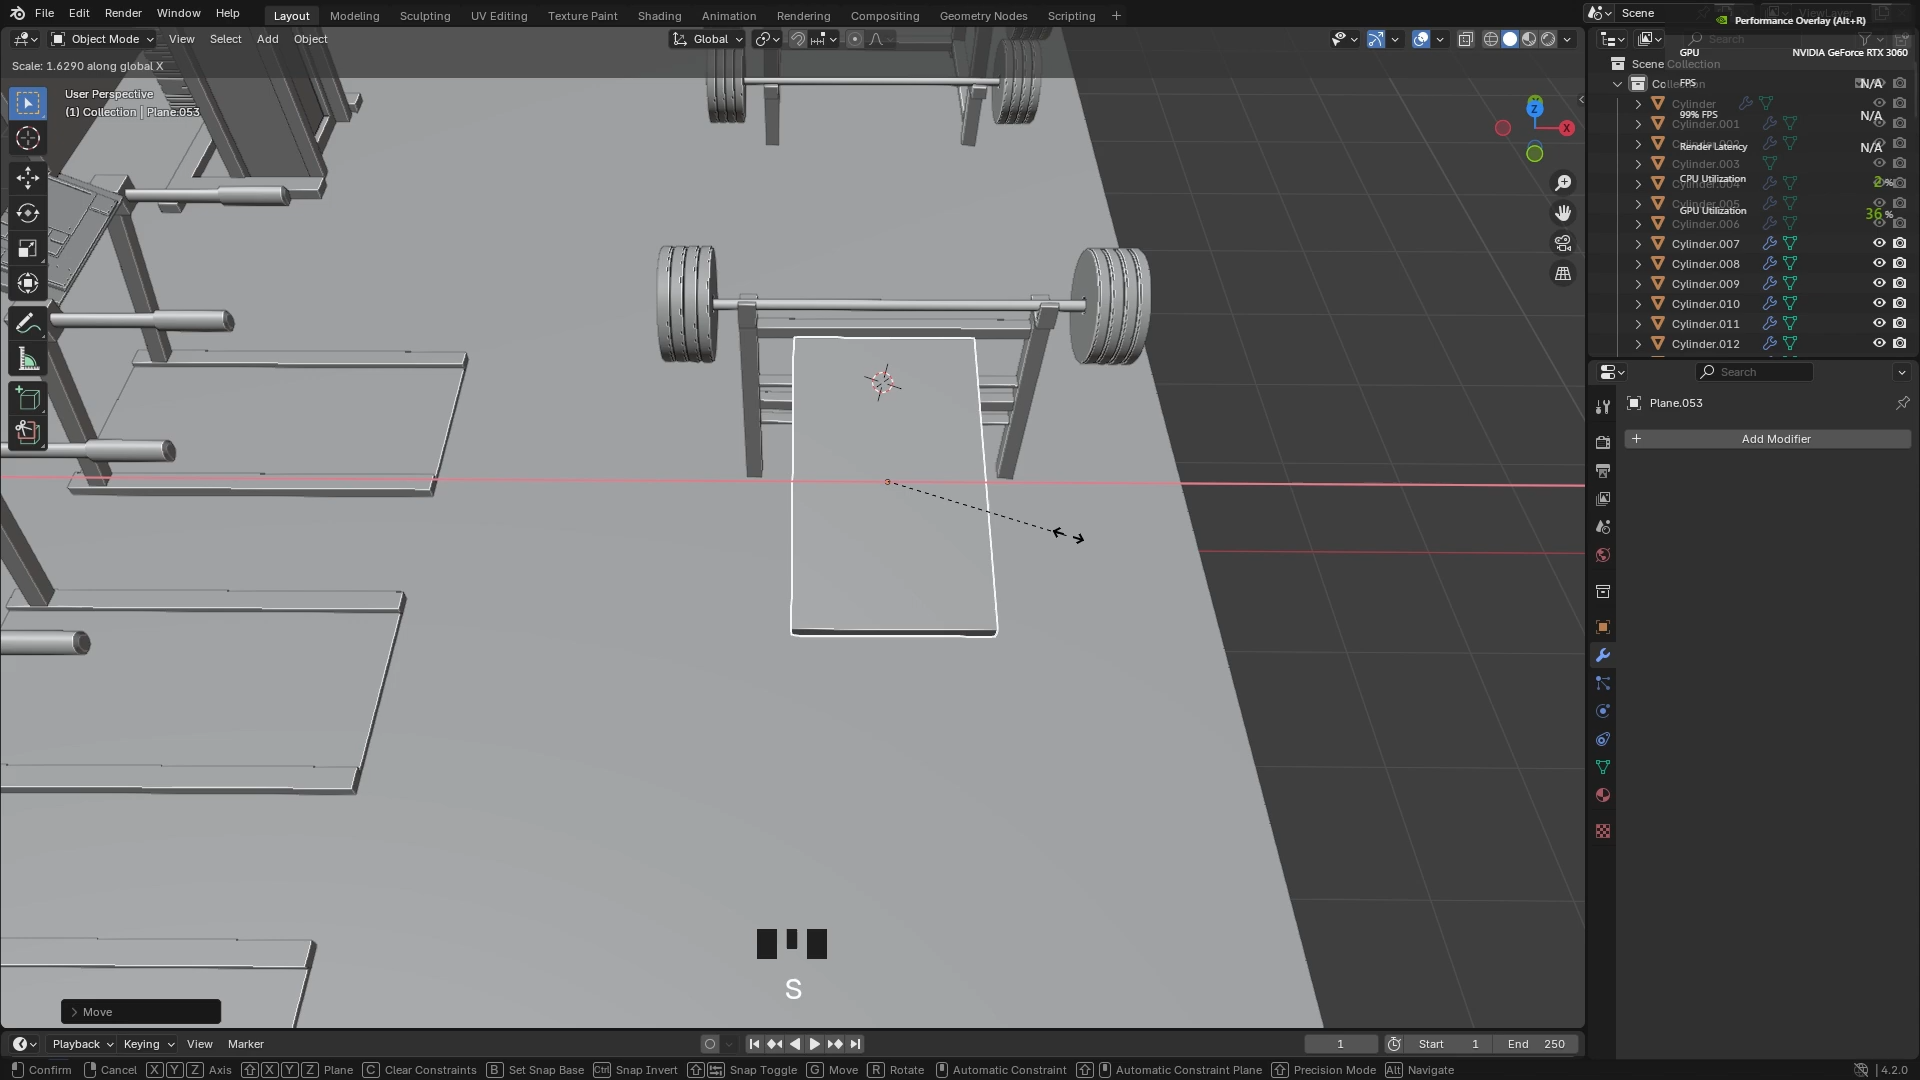 File Edit Render Window Help Layout Modeling Sculpting UV Editing Texture Paint Shading Animation Rendering Compositing Geometry Nodes Scripting Scene
Performance Overlay (Alt+R)
Object Mode View Select Add Object Global Search
GPU NVIDIA GeForce RTX 3060
Scale: 1.6290 along global X
Scene Collection
FPS N/A
User Perspective
(1) Collection | Plane.053
Cylinder
99% FPS N/A
Cylinder.001
Render Latency N/A
Cylinder.003
CPU Utilization 2 %
Cylinder.004
Cylinder.005
GPU Utilization 36 %
Cylinder.006
Cylinder.007
Cylinder.008
Cylinder.009
Cylinder.010
Cylinder.011
Cylinder.012
Search
Plane.053
Add Modifier
Z
X
S
Move
Playback Keying View Marker 1 Start 1 End 250
Confirm Cancel X Y Z Axis X Y Z Plane C Clear Constraints B Set Snap Base Ctrl Snap Invert Snap Toggle G Move R Rotate Automatic Constraint Automatic Constraint Plane Precision Mode Alt Navigate 4.2.0